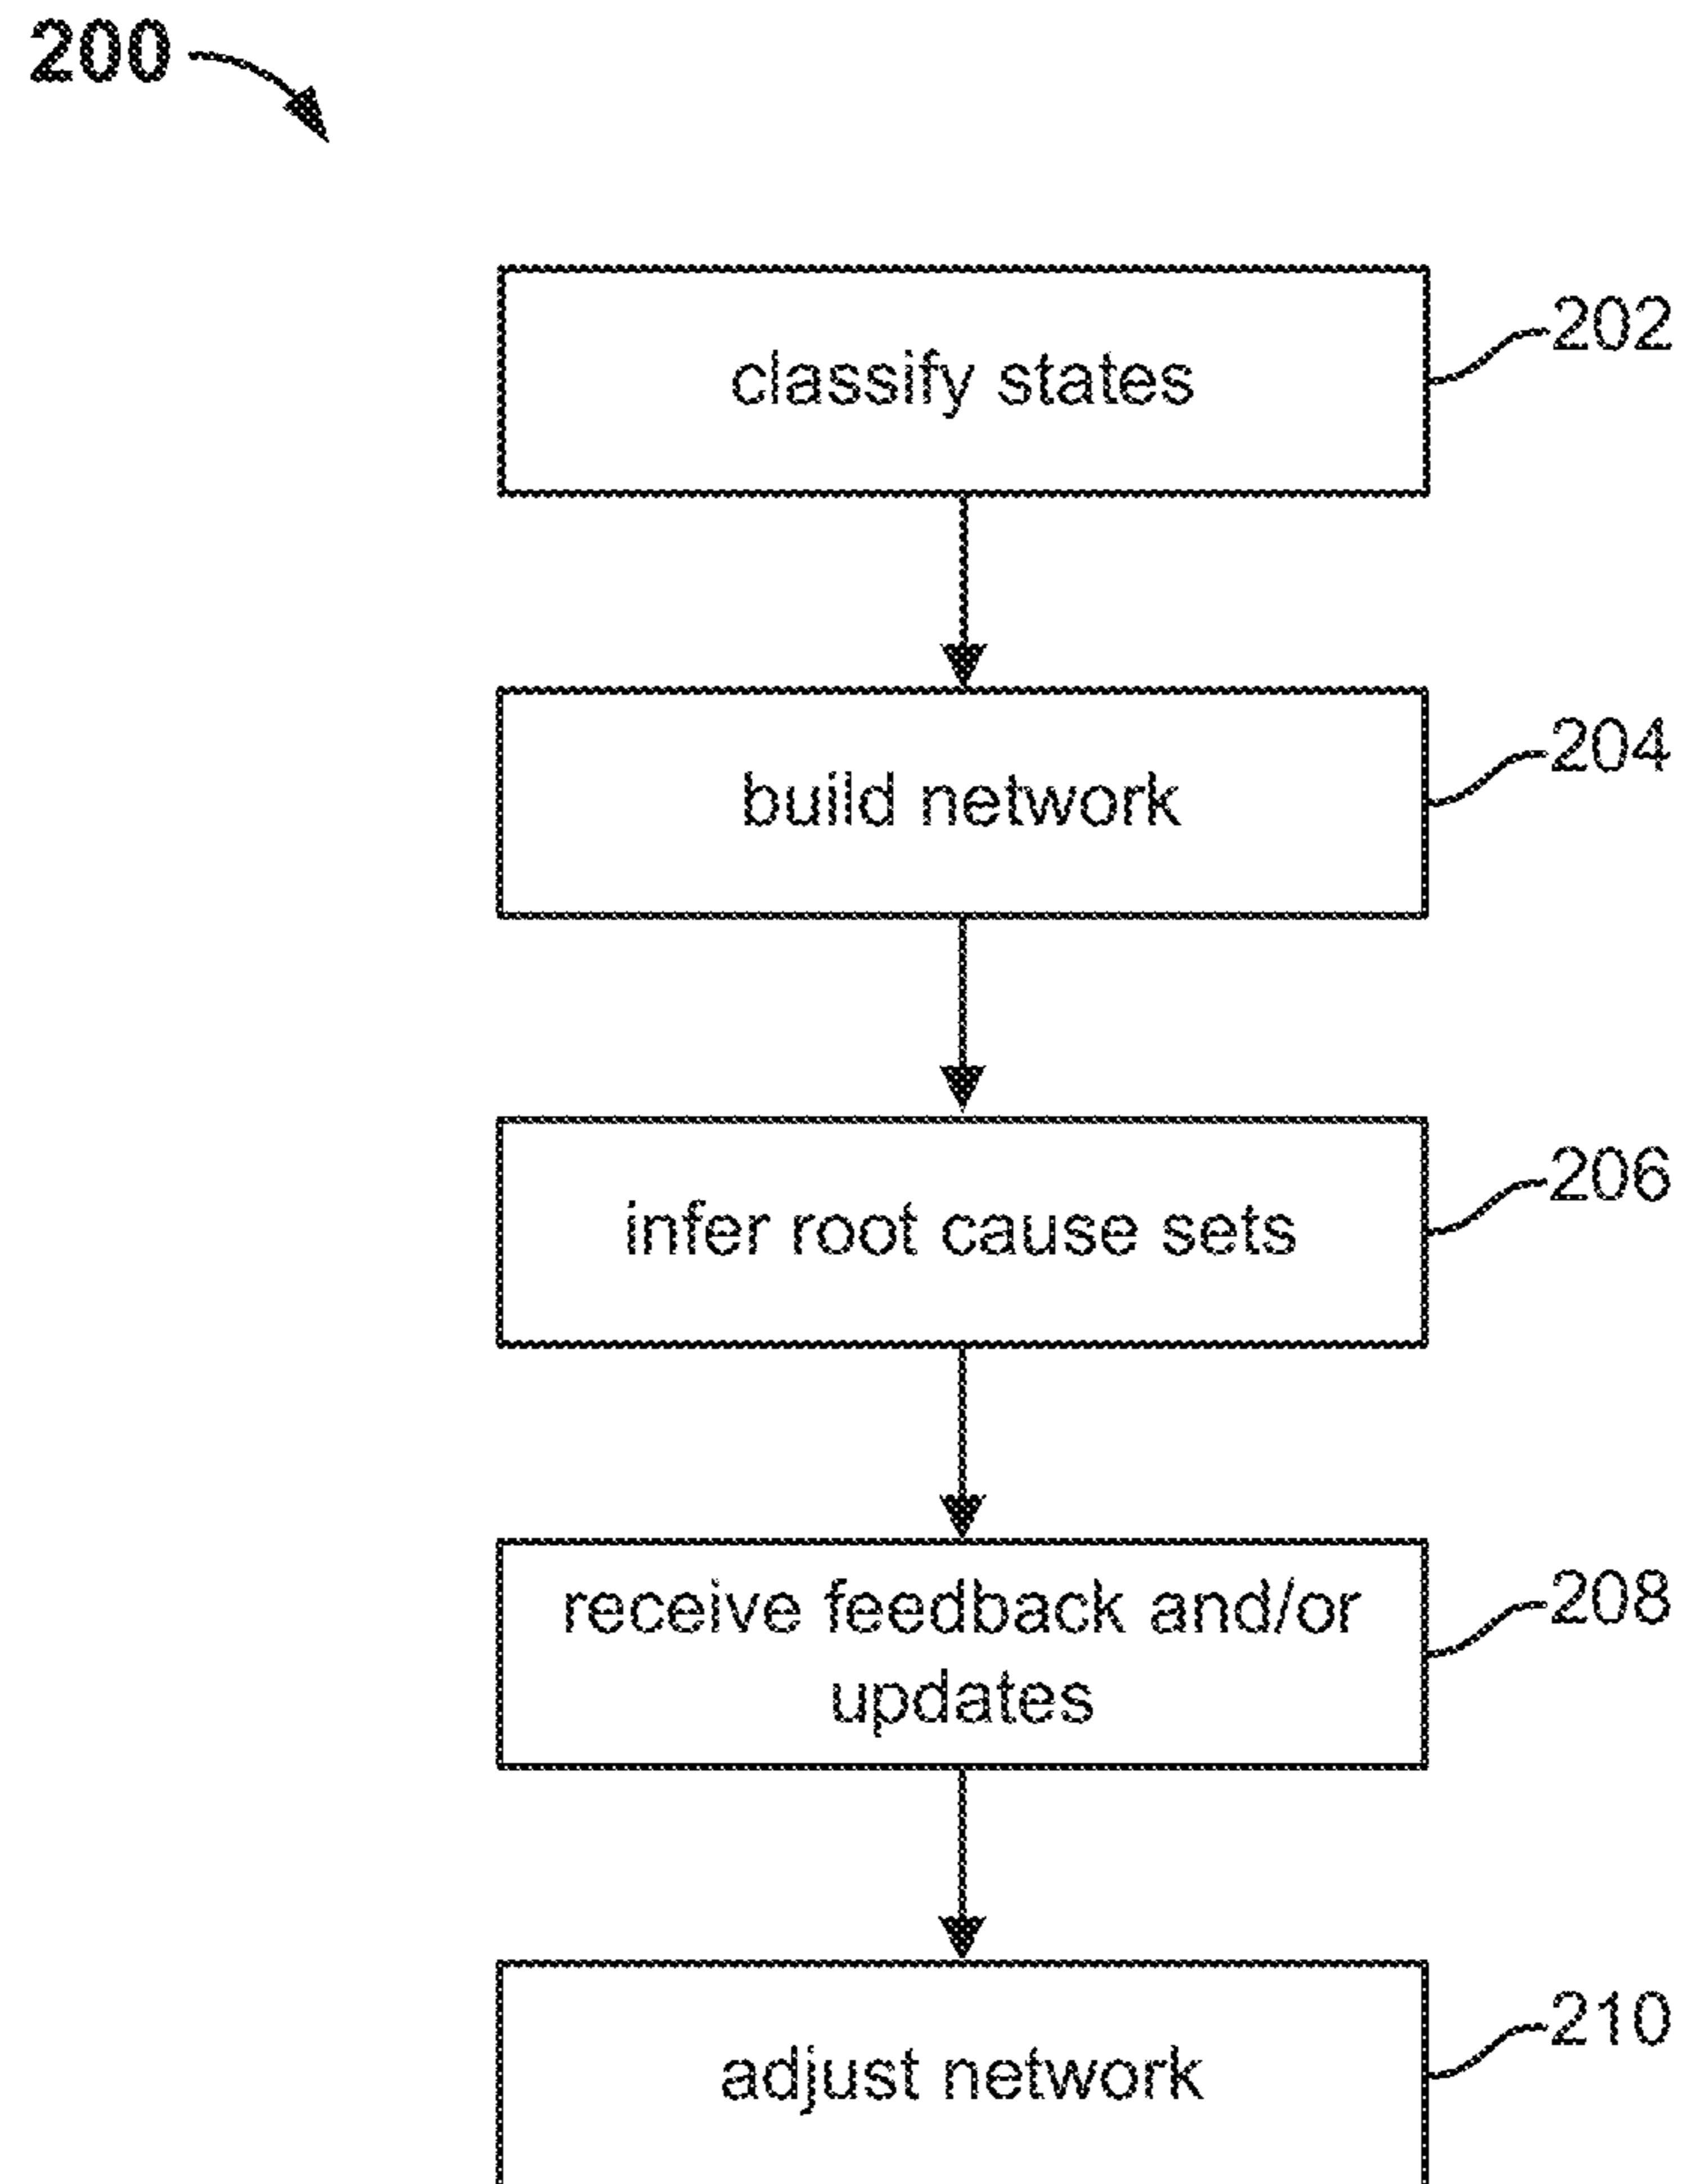 200
classify states
202
build network
204
infer root cause sets
206
receive feedback and/or
updates
208
adjust network
210